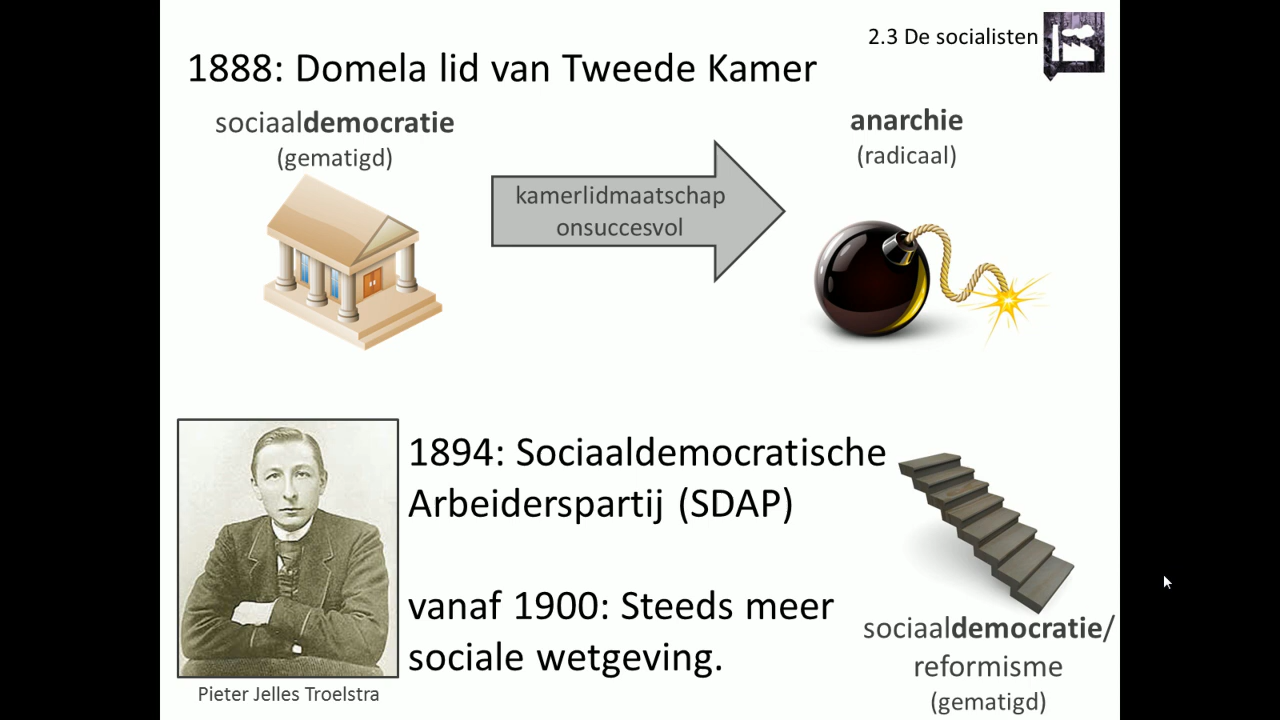 2.3 De socialisten
1888: Domela lid van Tweede Kamer
sociaaldemocratie
(gematigd)
kamerlidmaatschap
onsuccesvol
anarchie
(radicaal)
1894: Sociaaldemocratische
Arbeiderspartij (SDAP)
vanaf 1900: Steeds meer
sociale wetgeving.
Pieter Jelles Troelstra
sociaaldemocratie/
reformisme
(gematigd)